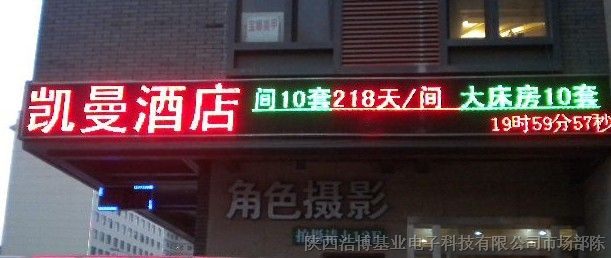 凯曼酒店
间10套218天/间 大床房10套
19时59分57秒
角色摄影
陕西浩博基业电子科技有限公司市场部陈